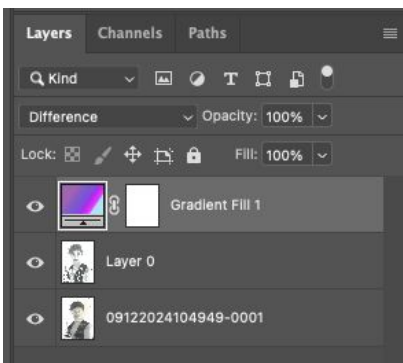 Layers Channels Paths
Kind T
Difference Opacity: 100%
Lock: Fill: 100%
Gradient Fill 1
Layer 0
09122024104949-0001